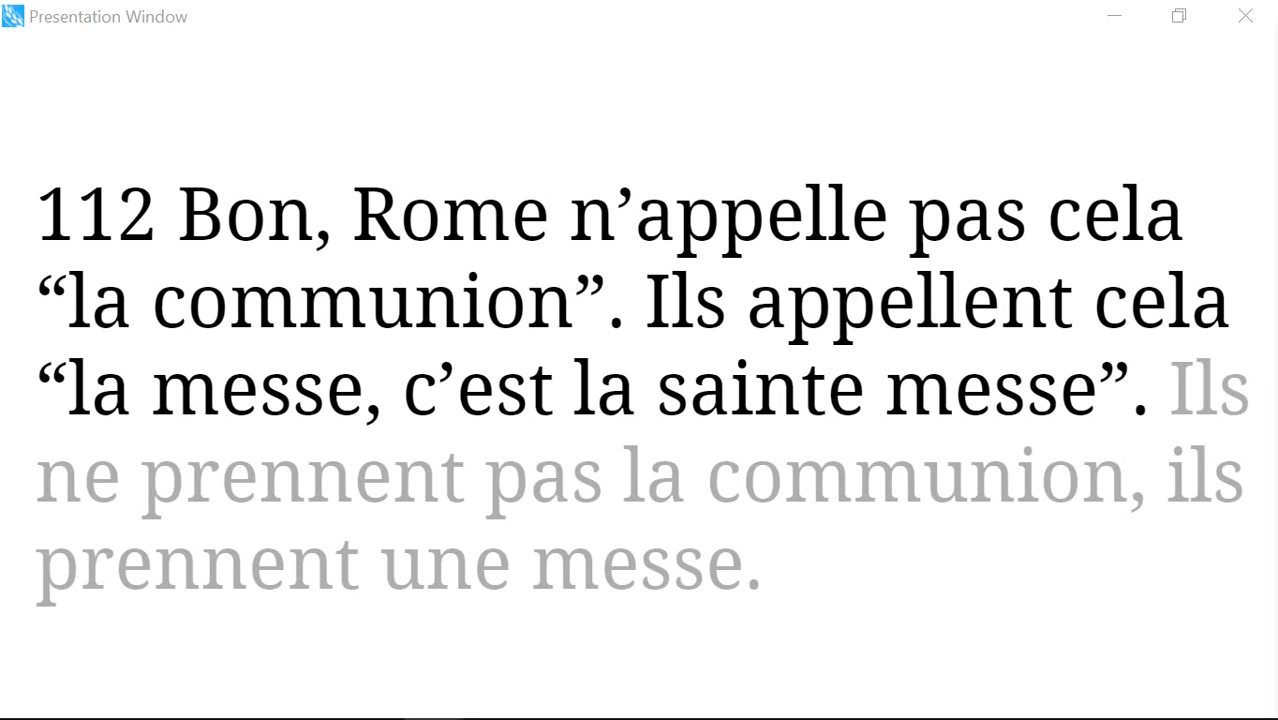 Presentation Window
112 Bon, Rome n’appelle pas cela
“la communion”. Ils appellent cela
“la messe, c’est la sainte messe”. Ils
ne prennent pas la communion, ils
prennent une messe.